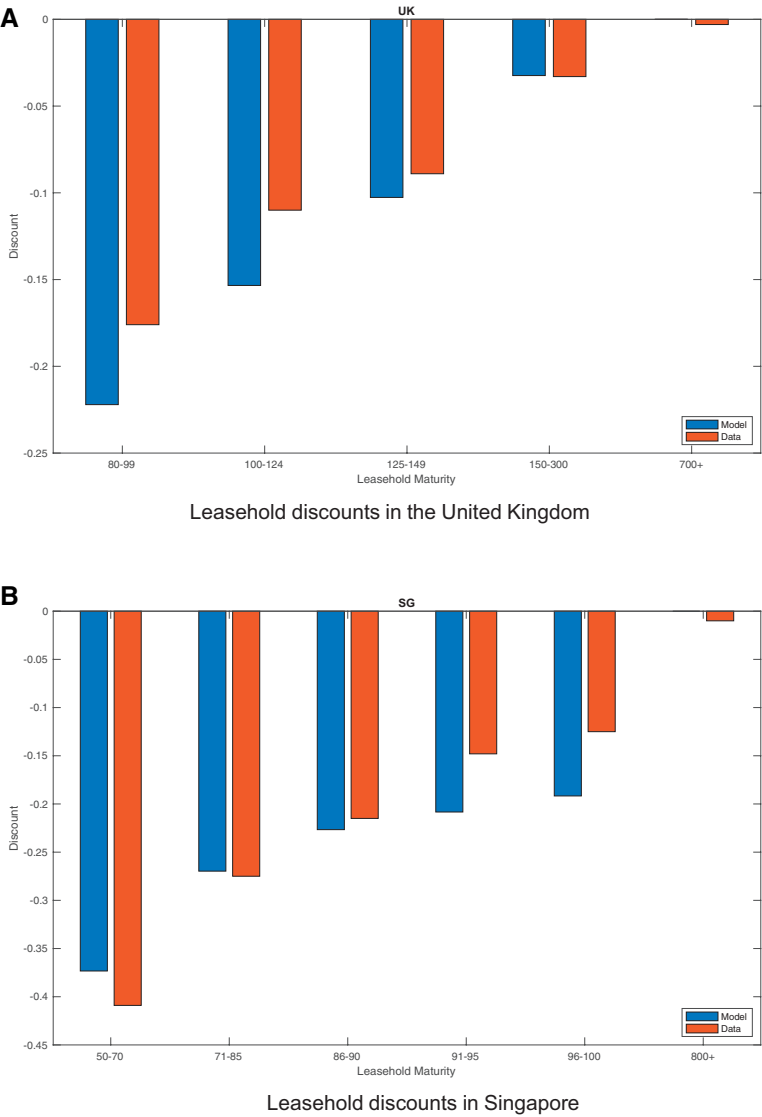 A
UK
0
-0.05
-0.1
-0.15
-0.2
-0.25
Discount
80-99 100-124 125-149 150-300 700+
Leasehold Maturity
Model
Data
Leasehold discounts in the United Kingdom
B
SG
0
-0.05
-0.1
-0.15
-0.2
-0.25
-0.3
-0.35
-0.4
-0.45
Discount
50-70 71-85 86-90 91-95 96-100 800+
Leasehold Maturity
Model
Data
Leasehold discounts in Singapore